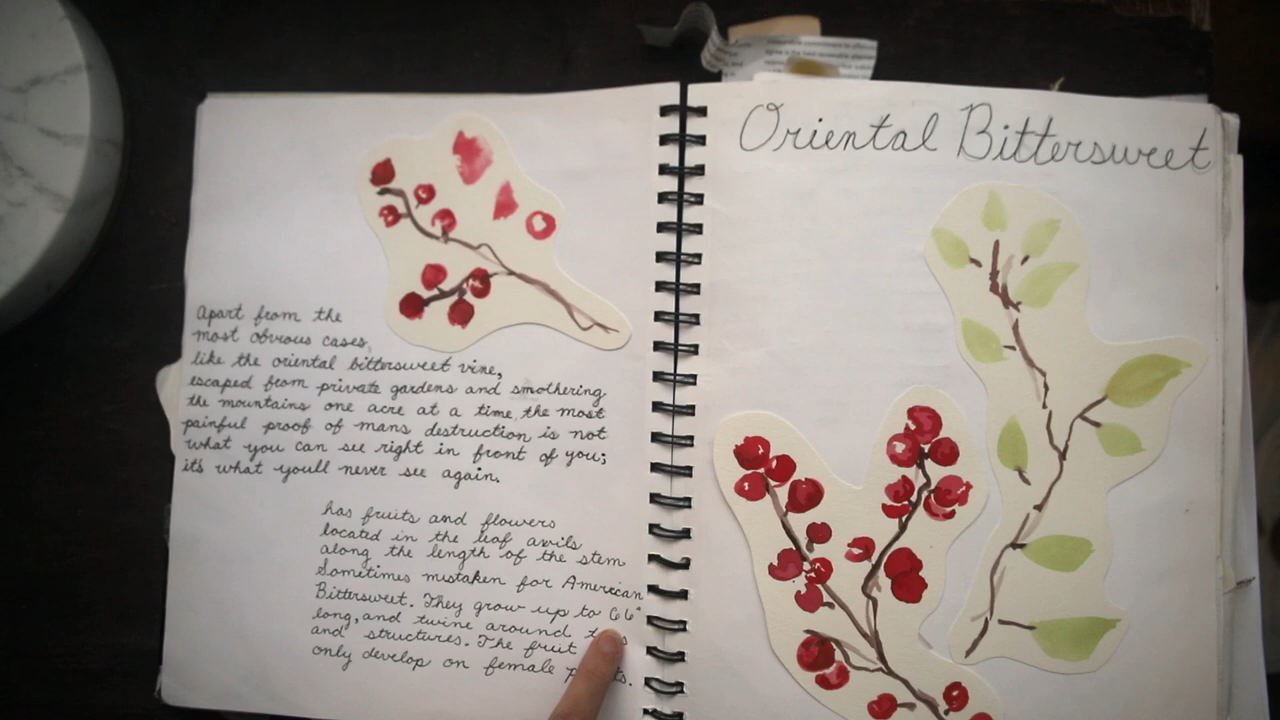 Oriental Bittersweet
Apart from the
most obvious cases,
like the oriental bittersweet vine,
escaped from private gardens and smothering
the mountains one acre at a time, the most
painful proof of mans destruction is not
what you can see right in front of you;
it's what youll never see again.
has fruits and flowers
located in the leaf axils
along the length of the stem
Sometimes mistaken for American
Bittersweet. They grow up to 66"
long, and twine around
and structures. The fruit
only develop on female